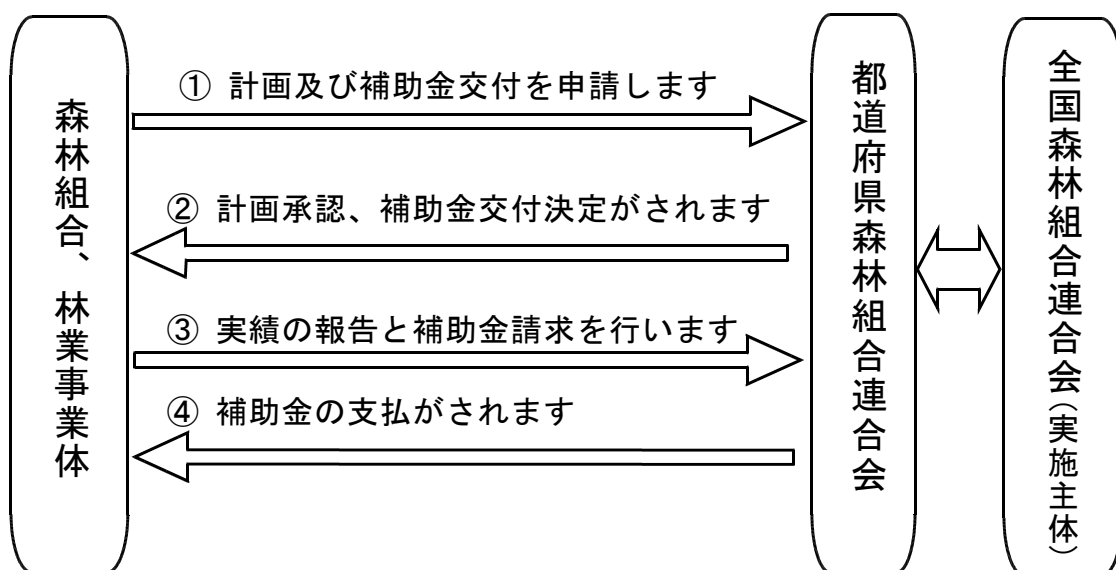 森林組合、林業事業体
① 計画及び補助金交付を申請します
② 計画承認、補助金交付決定がされます
③ 実績の報告と補助金請求を行います
④ 補助金の支払がされます
都道府県森林組合連合会
全国森林組合連合会（実施主体）